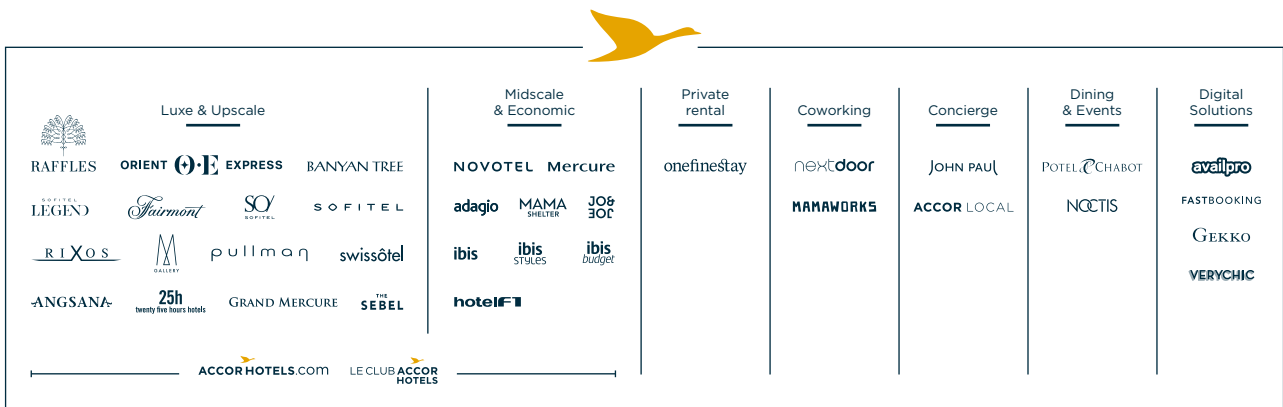 Luxe & Upscale
RAFFLES
ORIENT O·E EXPRESS
BANYAN TREE
SOFITEL
LEGEND
Fairmont
SO/
SOFITEL
SOFITEL
RIXOS
M
GALLERY
pullman
swissôtel
ANGSANA
25h
twenty five hours hotels
GRAND MERCURE
THE
SEBEL
Midscale
& Economic
NOVOTEL
Mercure
adagio
MAMA
SHELTER
JO&
JOE
ibis
ibis
STYLES
ibis
budget
hotelF1
ACCORHOTELS.com
LE CLUB ACCOR
HOTELS
Private
rental
onefinestay
Coworking
nextdoor
MAMAWORKS
Concierge
JOHN PAUL
ACCOR LOCAL
Dining
& Events
POTEL & CHABOT
NOCTIS
Digital
Solutions
availpro
FASTBOOKING
GEKKO
VERYCHIC